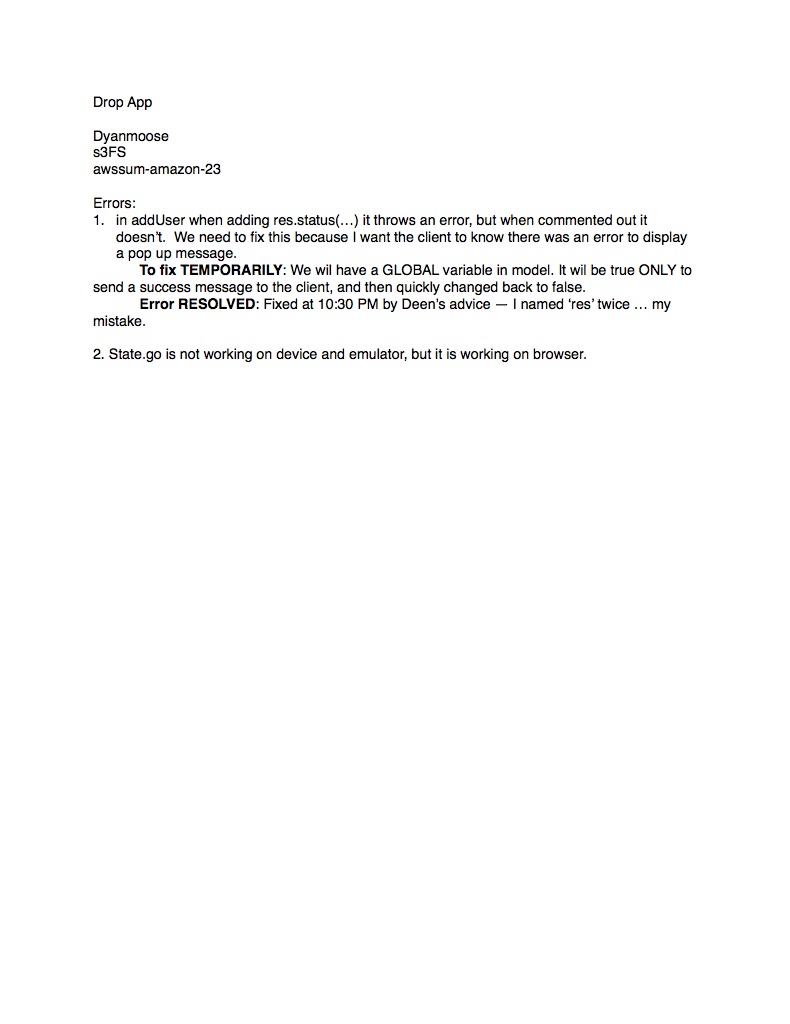 Drop App
Dyanmoose
s3FS
awssum-amazon-23
Errors:
1. in addUser when adding res.status(…) it throws an error, but when commented out it
doesn’t.  We need to fix this because I want the client to know there was an error to display
a pop up message.
To fix TEMPORARILY: We wil have a GLOBAL variable in model. It wil be true ONLY to
send a success message to the client, and then quickly changed back to false.
Error RESOLVED: Fixed at 10:30 PM by Deen’s advice — I named ‘res’ twice … my
mistake.
2. State.go is not working on device and emulator, but it is working on browser.